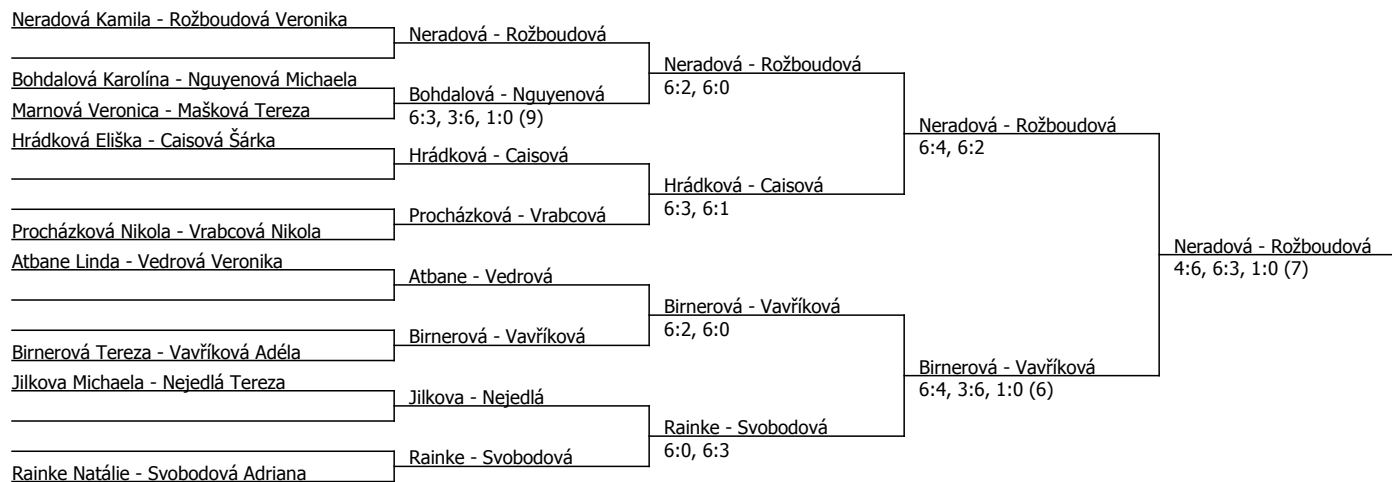 Neradová Kamila - Rožboudová Veronika
Bohdalová Karolína - Nguyenová Michaela
Marnová Veronica - Mašková Tereza
Hrádková Eliška - Caisová Šárka
Procházková Nikola - Vrabcová Nikola
Atbane Linda - Vedrová Veronika
Birnerová Tereza - Vavříková Adéla
Jilkova Michaela - Nejedlá Tereza
Rainke Natálie - Svobodová Adriana
Neradová - Rožboudová
Bohdalová - Nguyenová
6:3, 3:6, 1:0 (9)
Hrádková - Caisová
Procházková - Vrabcová
Atbane - Vedrová
Birnerová - Vavříková
Jilkova - Nejedlá
Rainke - Svobodová
Neradová - Rožboudová
6:2, 6:0
Hrádková - Caisová
6:3, 6:1
Birnerová - Vavříková
6:2, 6:0
Rainke - Svobodová
6:0, 6:3
Neradová - Rožboudová
6:4, 6:2
Birnerová - Vavříková
6:4, 3:6, 1:0 (6)
Neradová - Rožboudová
4:6, 6:3, 1:0 (7)